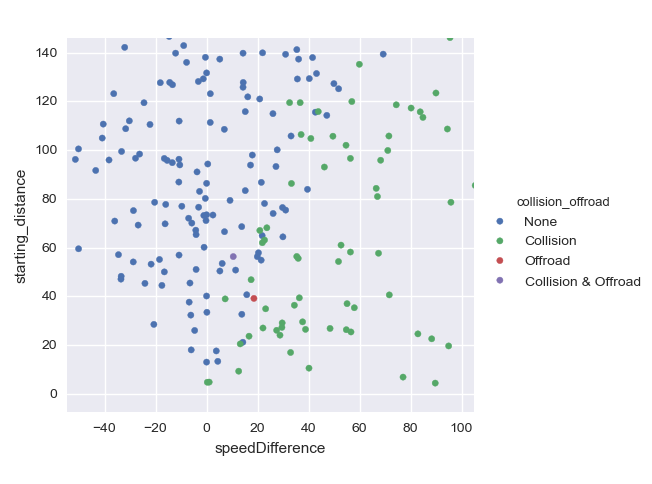 140
120
100
80
60
40
20
0
starting_distance
−40 −20 0 20 40 60 80 100
speedDifference
collision_offroad
None
Collision
Offroad
Collision & Offroad